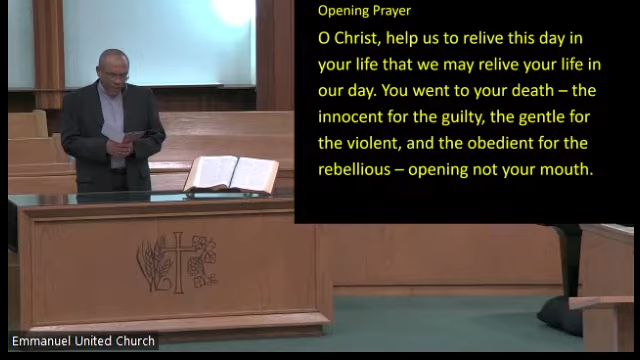 Opening Prayer
O Christ, help us to relive this day in
your life that we may relive your life in
our day. You went to your death – the
innocent for the guilty, the gentle for
the violent, and the obedient for the
rebellious – opening not your mouth.
Emmanuel United Church